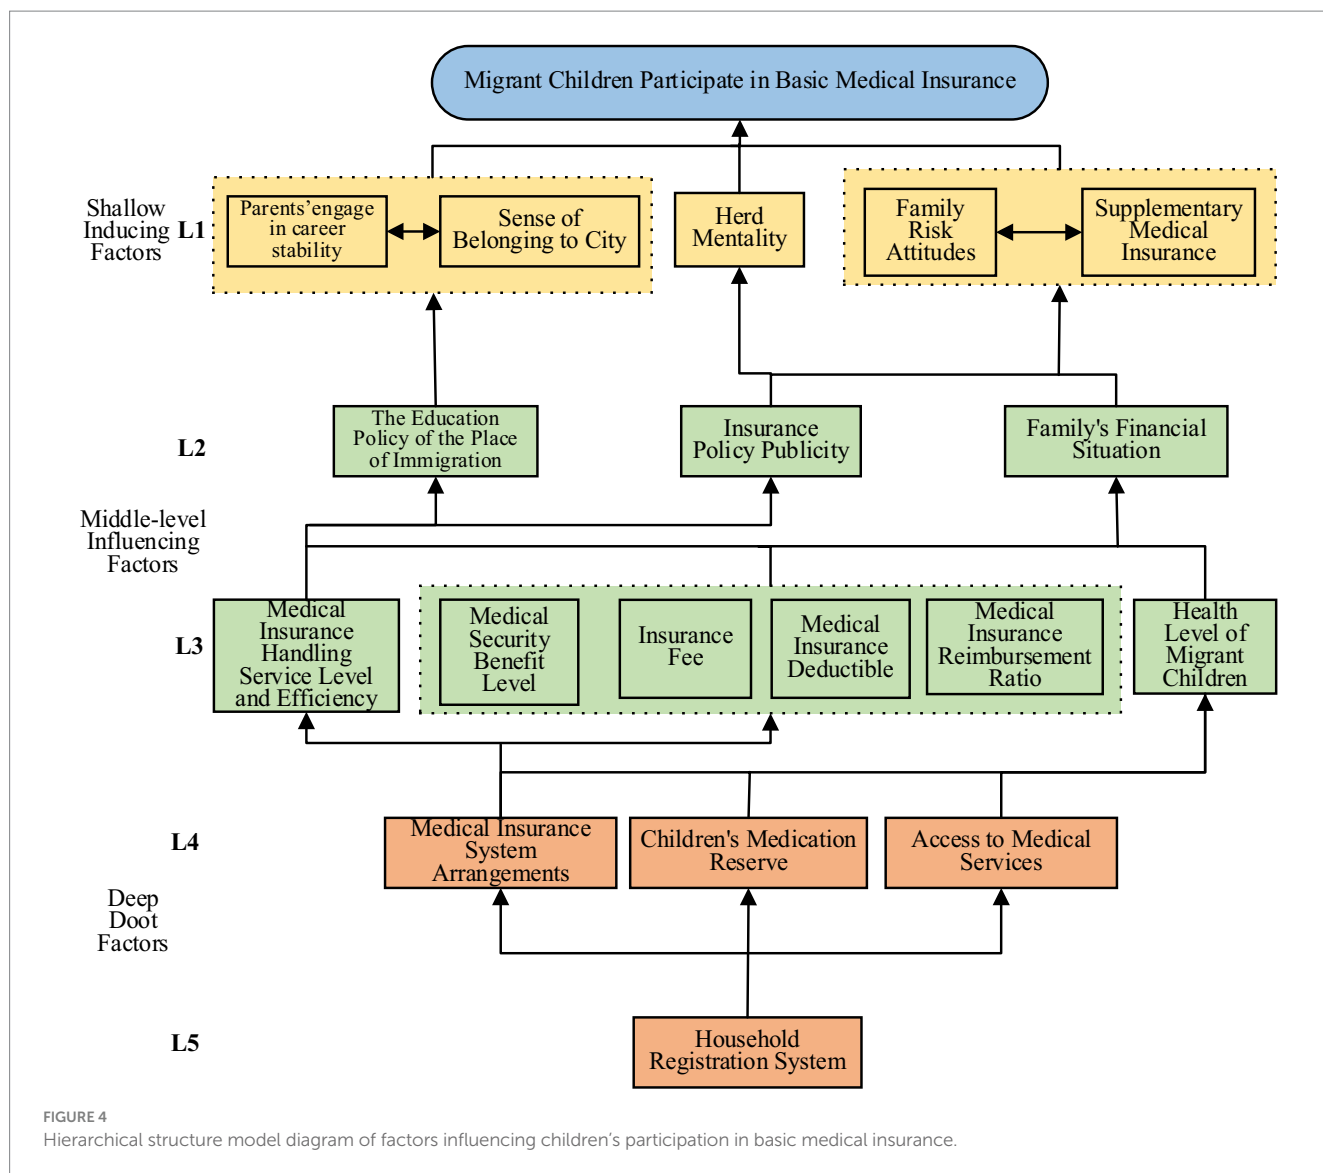 Migrant Children Participate in Basic Medical Insurance
Shallow
Inducing
Factors
L1
Parents’engage
in career
stability
Sense of
Belonging to City
Herd
Mentality
Family
Risk
Attitudes
Supplementary
Medical
Insurance
L2
The Education
Policy of the Place
of Immigration
Insurance
Policy Publicity
Family's Financial
Situation
Middle-level
Influencing
Factors
L3
Medical
Insurance
Handling
Service Level
and Efficiency
Medical
Security
Benefit
Level
Insurance
Fee
Medical
Insurance
Deductible
Medical
Insurance
Reimbursement
Ratio
Health
Level of
Migrant
Children
L4
Medical Insurance
System
Arrangements
Children's Medication
Reserve
Access to Medical
Services
Deep
Doot
Factors
L5
Household
Registration System
FIGURE 4
Hierarchical structure model diagram of factors influencing children’s participation in basic medical insurance.